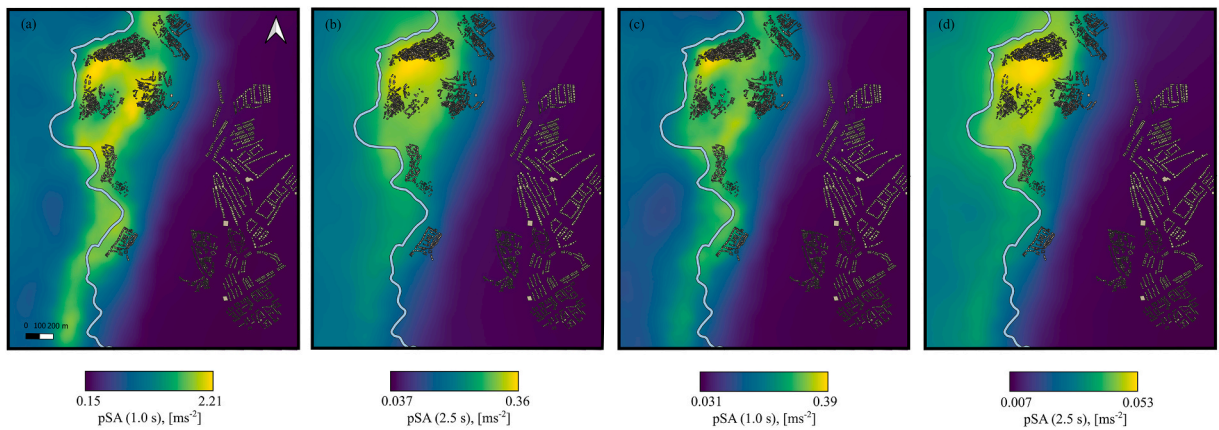 (a) (b) (c) (d)
0 100 200 m
0.15 2.21 0.037 0.36 0.031 0.39 0.007 0.053
pSA (1.0 s), [ms⁻²] pSA (2.5 s), [ms⁻²] pSA (1.0 s), [ms⁻²] pSA (2.5 s), [ms⁻²]